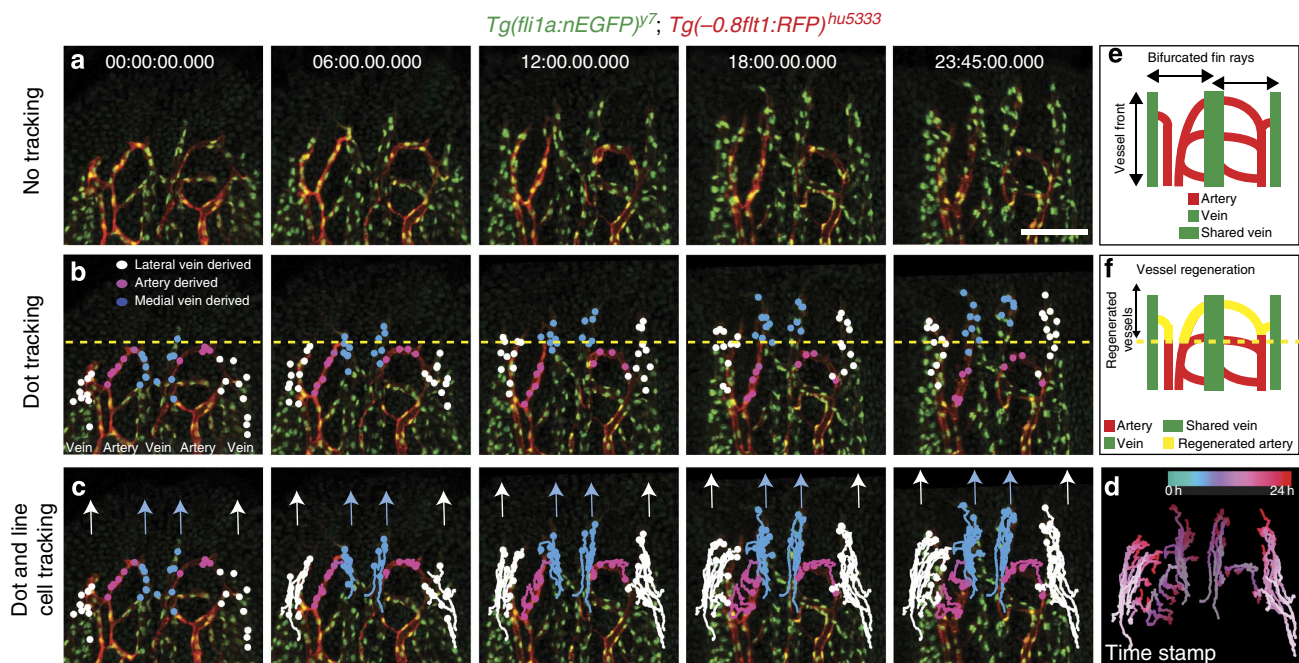 Tg(fli1a:nEGFP)y7; Tg(–0.8flt1:RFP)hu5333
No tracking
a
00:00:00.000
06:00.00.000
12:00.00.000
18:00.00.000
23:45:00.000
e
Bifurcated fin rays
Vessel front
Artery
Vein
Shared vein
Dot tracking
b
Lateral vein derived
Artery derived
Medial vein derived
Vein Artery Vein Artery Vein
f
Vessel regeneration
Regenerated
vessels
Artery
Shared vein
Vein
Regenerated artery
Dot and line
cell tracking
c
d
0 h
24 h
Time stamp